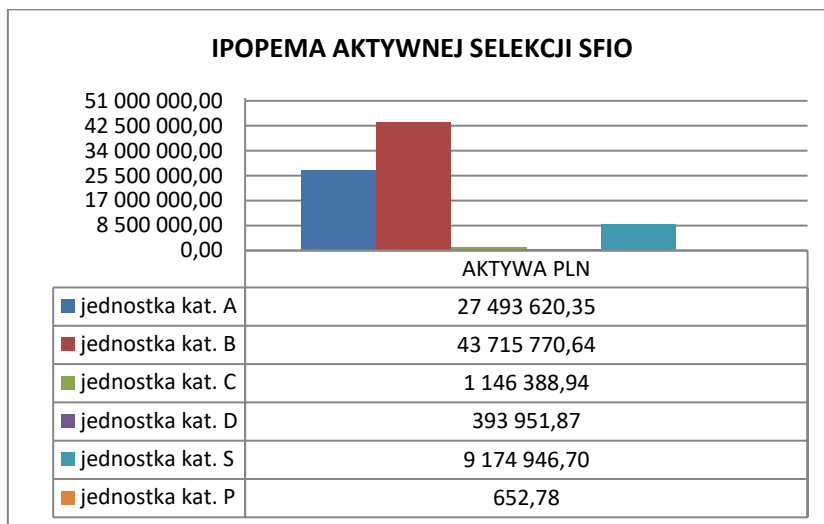 IPOPEMA AKTYWNEJ SELEKCJI SFIO
51 000 000,00
42 500 000,00
34 000 000,00
25 500 000,00
17 000 000,00
8 500 000,00
0,00
AKTYWA PLN
jednostka kat. A 27 493 620,35
jednostka kat. B 43 715 770,64
jednostka kat. C 1 146 388,94
jednostka kat. D 393 951,87
jednostka kat. S 9 174 946,70
jednostka kat. P 652,78